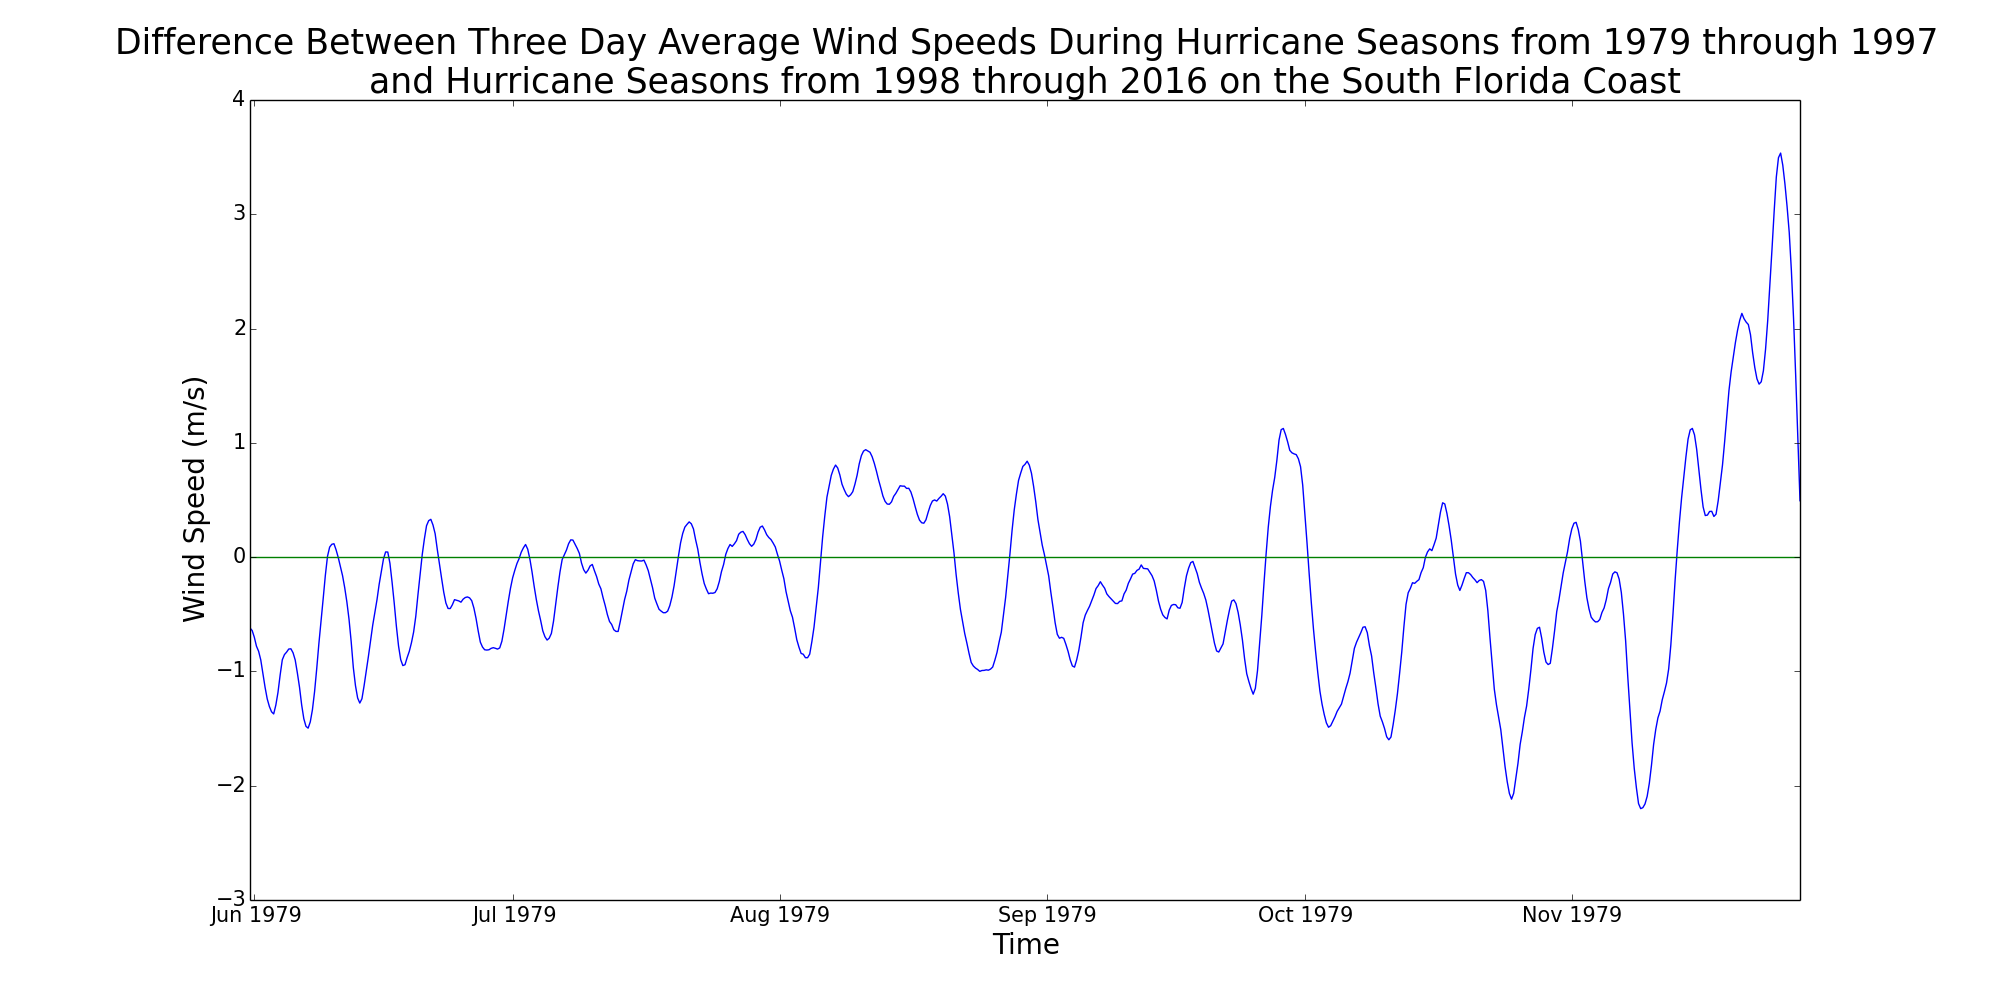 Difference Between Three Day Average Wind Speeds During Hurricane Seasons from 1979 through 1997
and Hurricane Seasons from 1998 through 2016 on the South Florida Coast
4
3
2
1
0
−1
−2
−3
Wind Speed (m/s)
Jun 1979 Jul 1979 Aug 1979 Sep 1979 Oct 1979 Nov 1979
Time